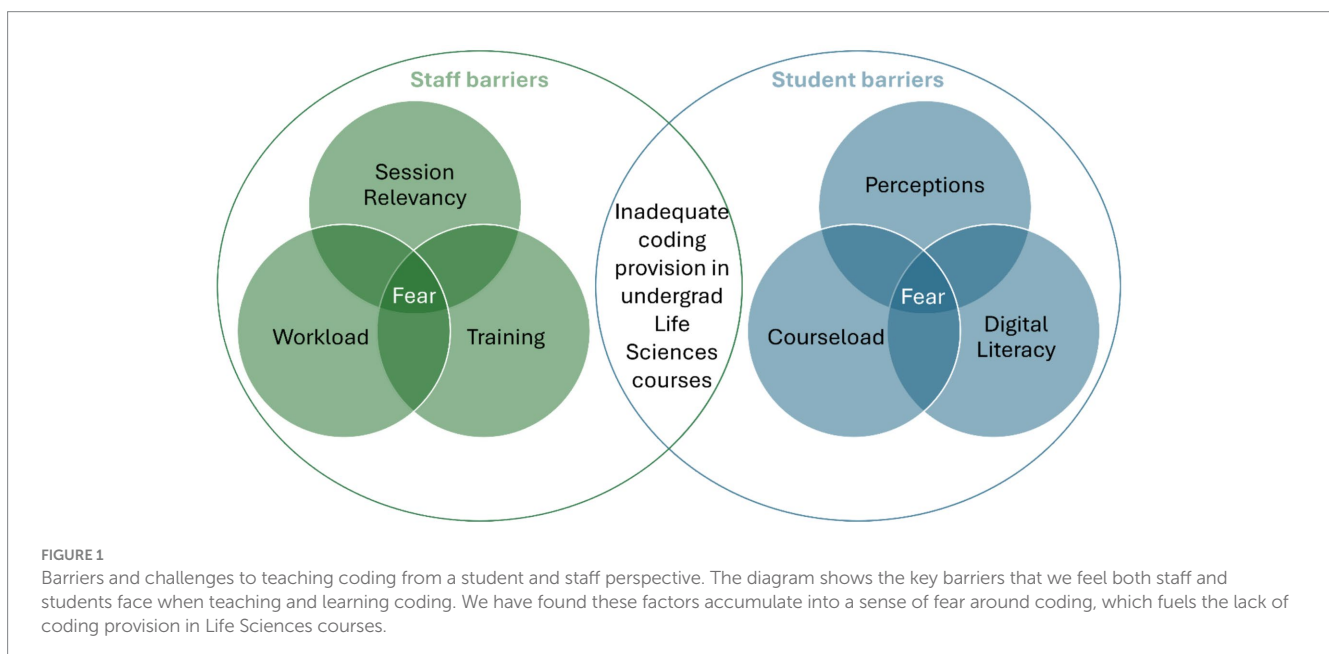 Staff barriers
Session
Relevancy
Workload
Fear
Training
Inadequate
coding
provision in
undergrad
Life
Sciences
courses
Student barriers
Perceptions
Courseload
Fear
Digital
Literacy
FIGURE 1
Barriers and challenges to teaching coding from a student and staff perspective. The diagram shows the key barriers that we feel both staff and
students face when teaching and learning coding. We have found these factors accumulate into a sense of fear around coding, which fuels the lack of
coding provision in Life Sciences courses.